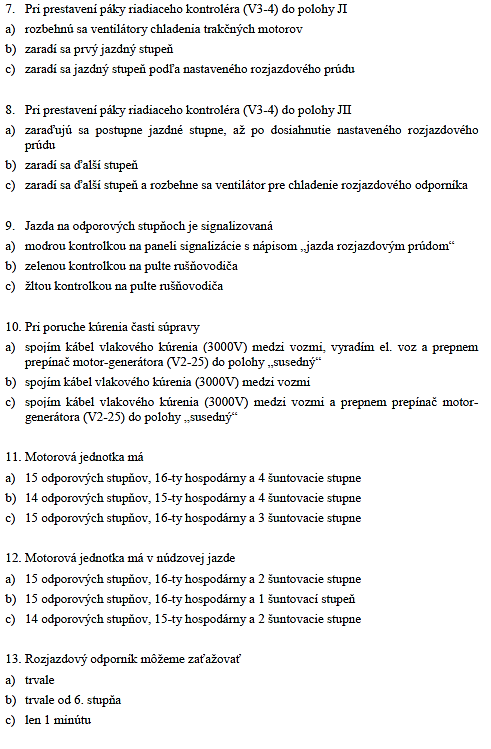 7. Pri prestavení páky riadiaceho kontroléra (V3-4) do polohy JI
a) rozbehnú sa ventilátory chladenia trakčných motorov
b) zaradí sa prvý jazdný stupeň
c) zaradí sa jazdný stupeň podľa nastaveného rozjazdového prúdu
8. Pri prestavení páky riadiaceho kontroléra (V3-4) do polohy JII
a) zaraďujú sa postupne jazdné stupne, až po dosiahnutie nastaveného rozjazdového
prúdu
b) zaradí sa ďalší stupeň
c) zaradí sa ďalší stupeň a rozbehne sa ventilátor pre chladenie rozjazdového odporníka
9. Jazda na odporových stupňoch je signalizovaná
a) modrou kontrolkou na paneli signalizácie s nápisom „jazda rozjazdovým prúdom“
b) zelenou kontrolkou na pulte rušňovodiča
c) žltou kontrolkou na pulte rušňovodiča
10. Pri poruche kúrenia časti súpravy
a) spojím kábel vlakového kúrenia (3000V) medzi vozmi, vyradím el. voz a prepnem
prepínač motor-generátora (V2-25) do polohy „susedný“
b) spojím kábel vlakového kúrenia (3000V) medzi vozmi
c) spojím kábel vlakového kúrenia (3000V) medzi vozmi a prepnem prepínač motor-
generátora (V2-25) do polohy „susedný“
11. Motorová jednotka má
a) 15 odporových stupňov, 16-ty hospodárny a 4 šuntovacie stupne
b) 14 odporových stupňov, 15-ty hospodárny a 4 šuntovacie stupne
c) 15 odporových stupňov, 16-ty hospodárny a 3 šuntovacie stupne
12. Motorová jednotka má v núdzovej jazde
a) 15 odporových stupňov, 16-ty hospodárny a 2 šuntovacie stupne
b) 15 odporových stupňov, 16-ty hospodárny a 1 šuntovací stupeň
c) 14 odporových stupňov, 15-ty hospodárny a 2 šuntovacie stupne
13. Rozjazdový odporník môžeme zaťažovať
a) trvale
b) trvale od 6. stupňa
c) len 1 minútu